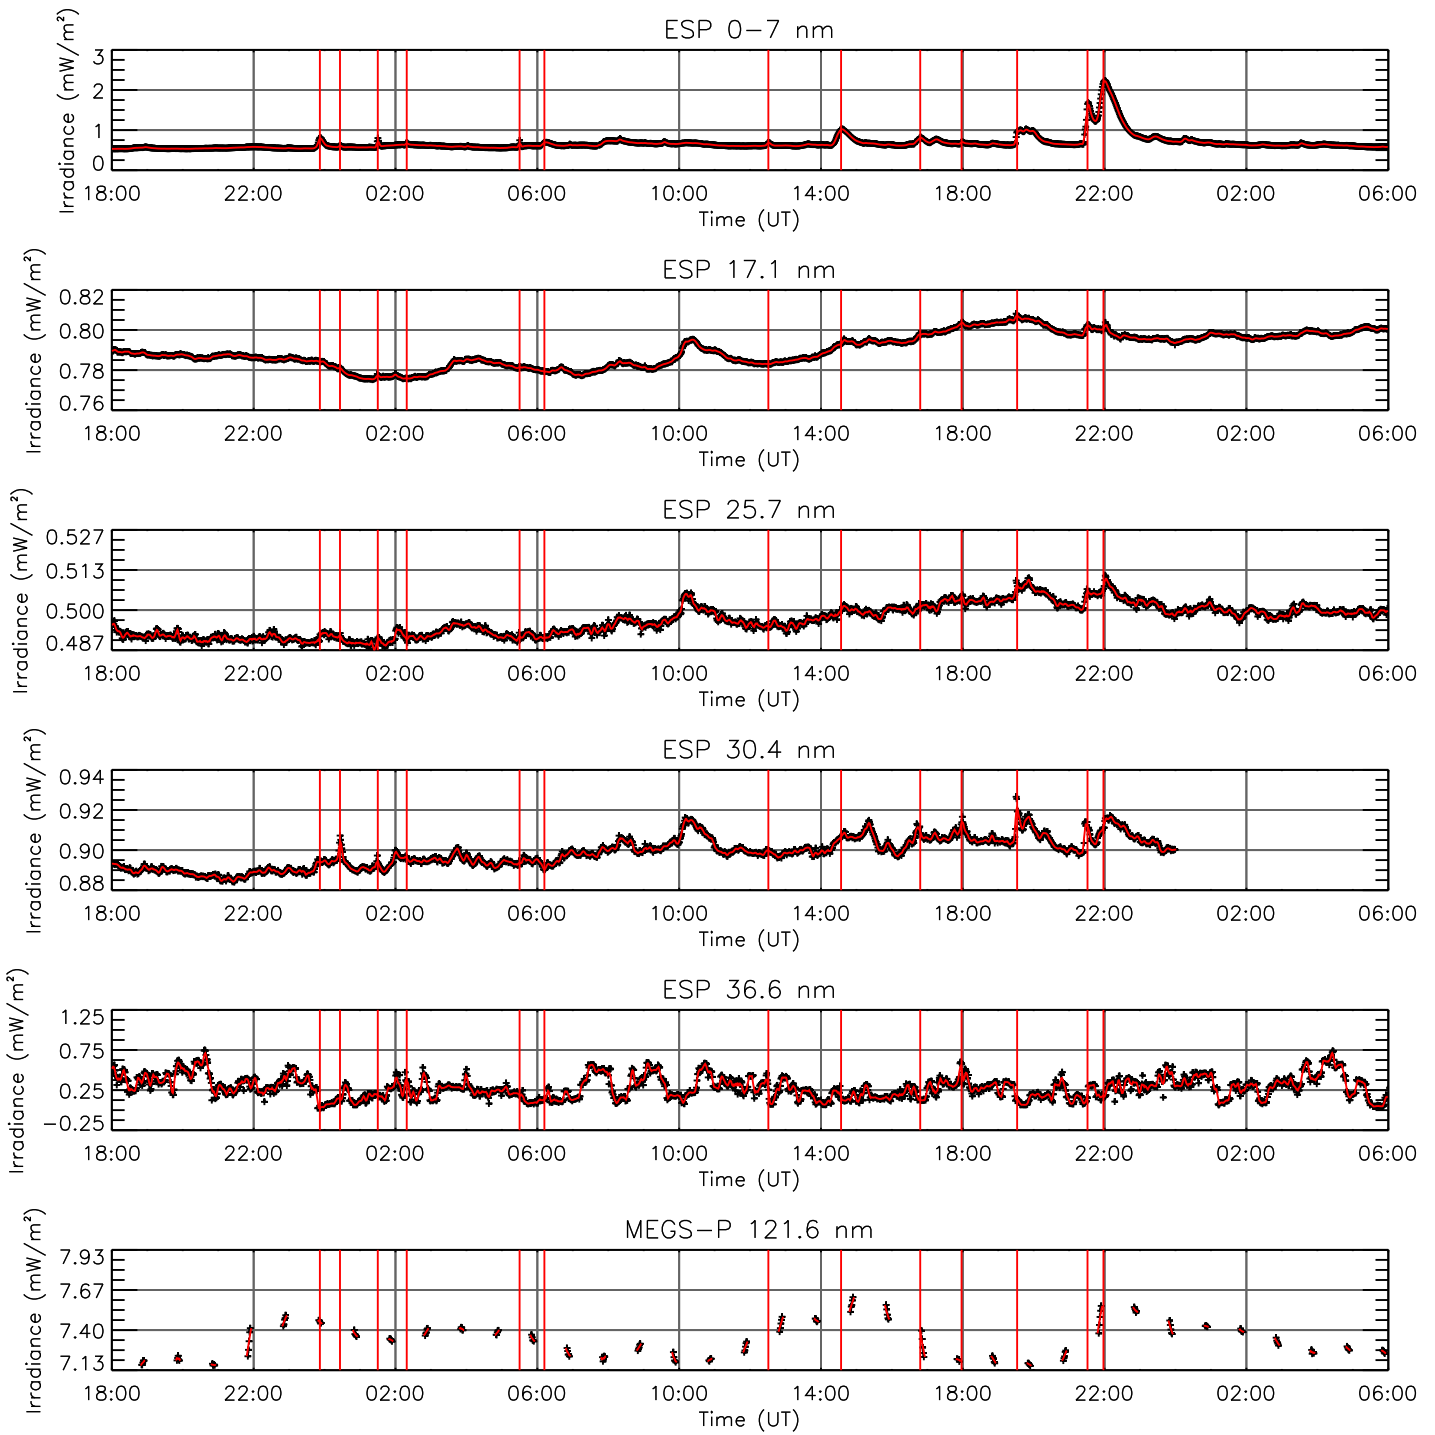 ESP 0-7 nm
Irradiance (mW/m²)
3
2
1
0
18:00 22:00 02:00 06:00 10:00 14:00 18:00 22:00 02:00 06:00
Time (UT)
ESP 17.1 nm
Irradiance (mW/m²)
0.82
0.80
0.78
0.76
18:00 22:00 02:00 06:00 10:00 14:00 18:00 22:00 02:00 06:00
Time (UT)
ESP 25.7 nm
Irradiance (mW/m²)
0.527
0.513
0.500
0.487
18:00 22:00 02:00 06:00 10:00 14:00 18:00 22:00 02:00 06:00
Time (UT)
ESP 30.4 nm
Irradiance (mW/m²)
0.94
0.92
0.90
0.88
18:00 22:00 02:00 06:00 10:00 14:00 18:00 22:00 02:00 06:00
Time (UT)
ESP 36.6 nm
Irradiance (mW/m²)
1.25
0.75
0.25
-0.25
18:00 22:00 02:00 06:00 10:00 14:00 18:00 22:00 02:00 06:00
Time (UT)
MEGS-P 121.6 nm
Irradiance (mW/m²)
7.93
7.67
7.40
7.13
18:00 22:00 02:00 06:00 10:00 14:00 18:00 22:00 02:00 06:00
Time (UT)